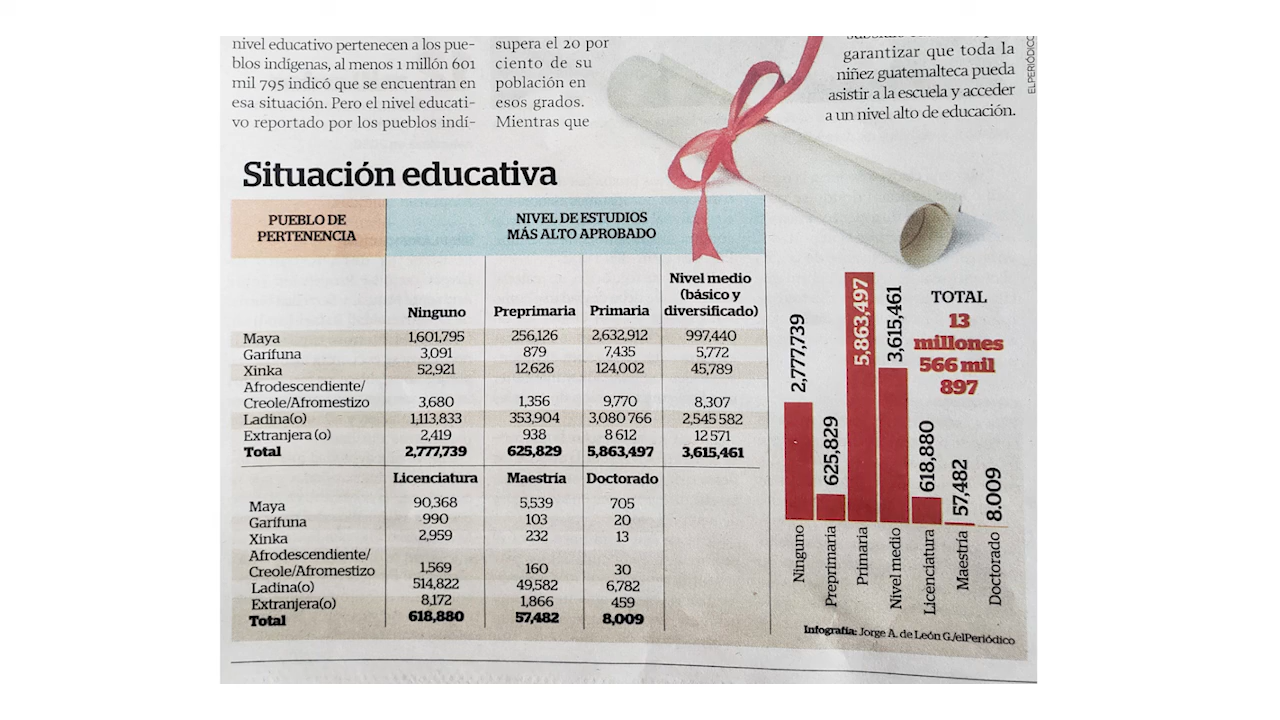 nivel educativo pertenecen a los pue-
blos indígenas, al menos 1 millón 601
mil 795 indicó que se encuentran en
esa situación. Pero el nivel educati-
vo reportado por los pueblos indí-
supera el 20 por
ciento de su
población en
esos grados.
Mientras que
garantizar que toda la
niñez guatemalteca pueda
asistir a la escuela y acceder
a un nivel alto de educación.
ELPERIÓDICO
Situación educativa
PUEBLO DE
PERTENENCIA
NIVEL DE ESTUDIOS
MÁS ALTO APROBADO
Nivel medio
(básico y
Ninguno Preprimaria Primaria diversificado)
Maya 1,601,795 256,126 2,632,912 997,440
Garífuna 3,091 879 7,435 5,772
Xinka 52,921 12,626 124,002 45,789
Afrodescendiente/
Creole/Afromestizo 3,680 1,356 9,770 8,307
Ladina(o) 1,113,833 353,904 3,080 766 2,545 582
Extranjera (o) 2,419 938 8 612 12 571
Total 2,777,739 625,829 5,863,497 3,615,461
Licenciatura Maestría Doctorado
Maya 90,368 5,539 705
Garífuna 990 103 20
Xinka 2,959 232 13
Afrodescendiente/
Creole/Afromestizo 1,569 160 30
Ladina(o) 514,822 49,582 6,782
Extranjera(o) 8,172 1,866 459
Total 618,880 57,482 8,009
TOTAL
13
millones
566 mil
897
2,777,739
625,829
5,863,497
3,615,461
618,880
57,482
8.009
Ninguno
Preprimaria
Primaria
Nivel medio
Licenciatura
Maestría
Doctorado
Infografía: Jorge A. de León G./elPeriódico